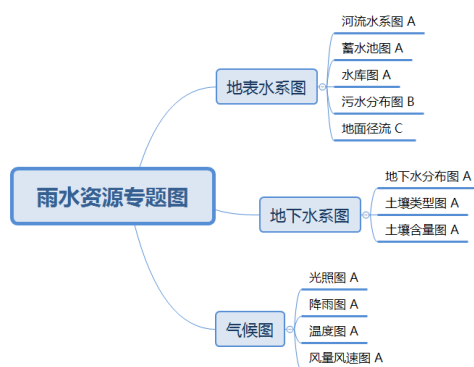 河流水系图 A
蓄水池图 A
地表水系图
水库图 A
污水分布图 B
地面径流 C
雨水资源专题图
地下水分布图 A
地下水系图
土壤类型图 A
土壤含量图 A
光照图 A
降雨图 A
气候图
温度图 A
风量风速图 A